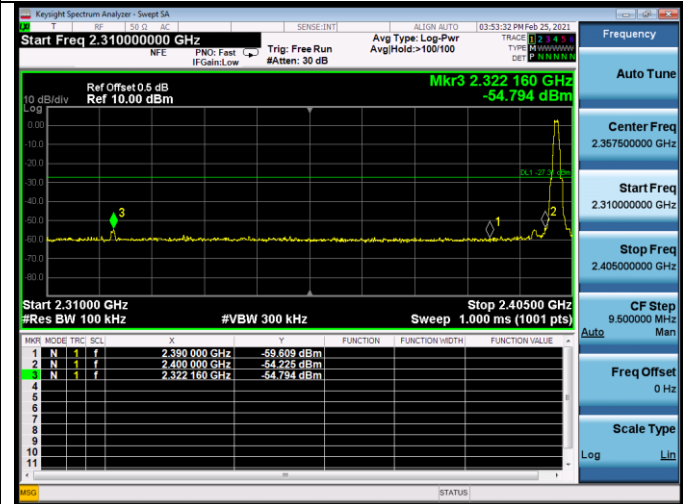 Keysight Spectrum Analyzer - Swept SA
T RF 50 Ω AC SENSE:INT ALIGN AUTO 03:53:32 PM Feb 25, 2021
Start Freq 2.310000000 GHz
NFE PNO: Fast IFGain:Low
Trig: Free Run #Atten: 30 dB
Avg Type: Log-Pwr Avg|Hold:>100/100
TRACE 1 2 3 4 5 6
TYPE M WWWWW
DET P N N N N N
Ref Offset 0.5 dB
10 dB/div Ref 10.00 dBm
Log
Mkr3 2.322 160 GHz
-54.794 dBm
0.00
-10.0
-20.0
-30.0
-40.0
-50.0
-60.0
-70.0
-80.0
3
1
2
Start 2.31000 GHz Stop 2.40500 GHz
#Res BW 100 kHz #VBW 300 kHz Sweep 1.000 ms (1001 pts)
MKR MODE TRC SCL X Y FUNCTION FUNCTION WIDTH FUNCTION VALUE
1 N 1 f 2.390 000 GHz -59.609 dBm
2 N 1 f 2.400 000 GHz -54.225 dBm
3 N 1 f 2.322 160 GHz -54.794 dBm
4
5
6
7
8
9
10
11
MSG STATUS
Frequency
Auto Tune
Center Freq
2.357500000 GHz
Start Freq
2.310000000 GHz
Stop Freq
2.405000000 GHz
CF Step
9.500000 MHz
Auto Man
Freq Offset
0 Hz
Scale Type
Log Lin